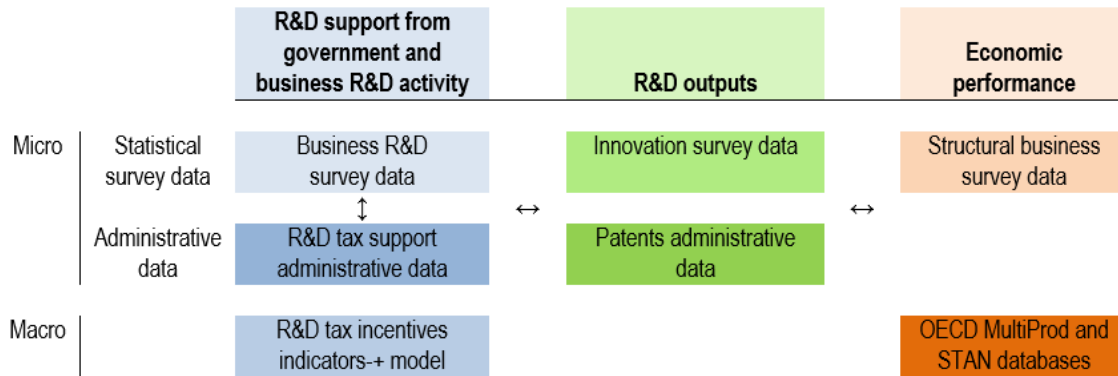 R&D support from
government and
business R&D activity
R&D outputs
Economic
performance
Micro
Statistical
survey data
Business R&D
survey data
Innovation survey data
Structural business
survey data
↕
↔
↔
Administrative
data
R&D tax support
administrative data
Patents administrative
data
Macro
R&D tax incentives
indicators-+ model
OECD MultiProd and
STAN databases